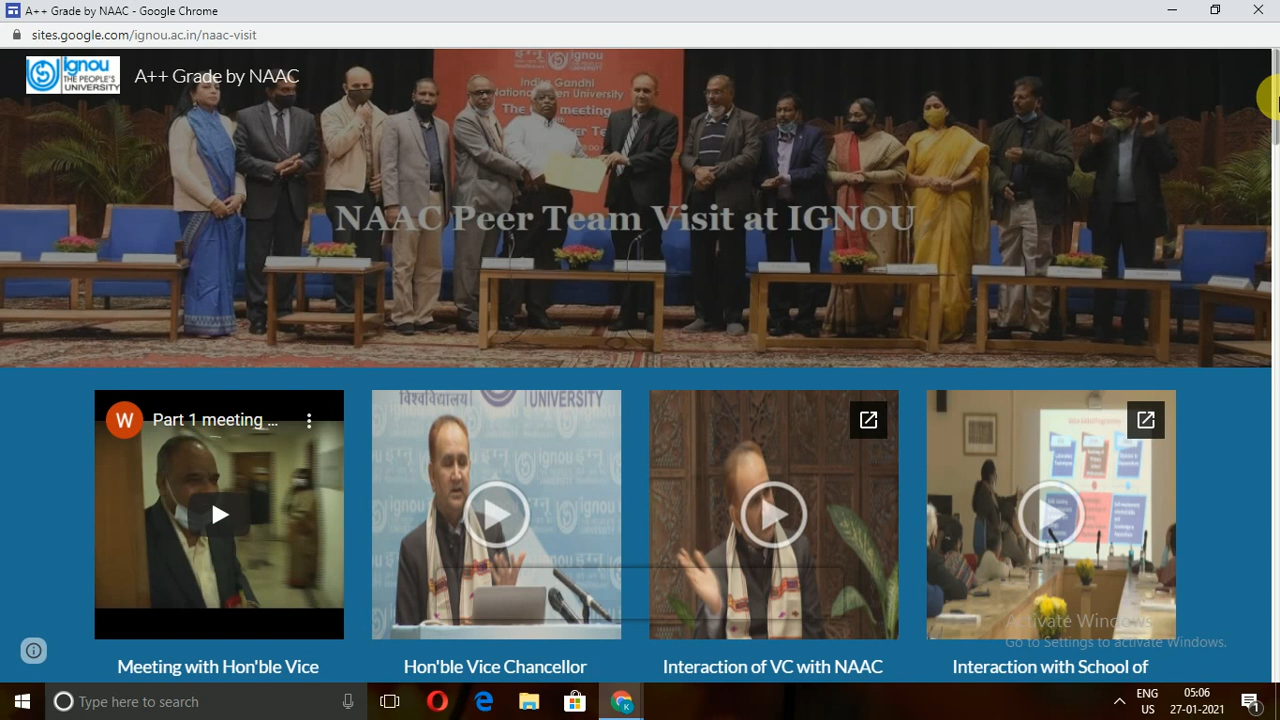 A++ Grade by NAAC - Google Chrome
sites.google.com/ignou.ac.in/naac-visit
ignou
THE PEOPLE'S
UNIVERSITY
A++ Grade by NAAC
ignou
Indira Gandhi
National Open University
meeting
NAAC Peer Team Visit at IGNOU
W
Part 1 meeting ...
विश्वविद्यालय
UNIVERSITY
ignou
Meeting with Hon'ble Vice
Hon'ble Vice Chancellor
Interaction of VC with NAAC
Interaction with School of
Activate Windows
Go to Settings to activate Windows.
Type here to search
K
ENG
US
05:06
27-01-2021
1